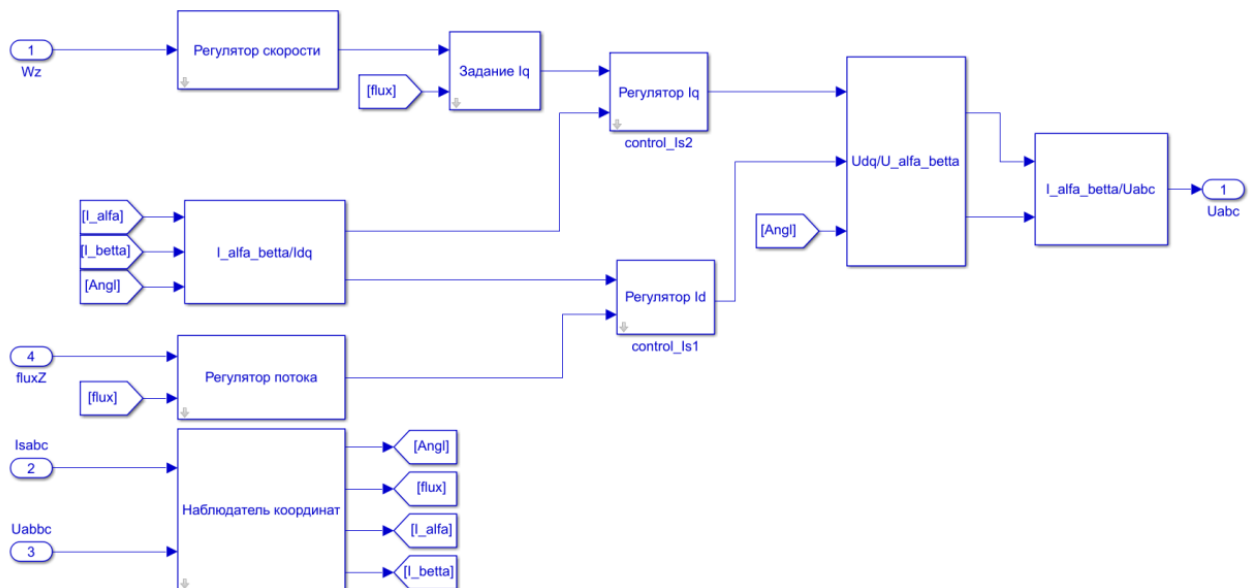 1
Wz
Регулятор скорости
[flux]
Задание Iq
Регулятор Iq
control_Is2
Udq/U_alfa_betta
[Angl]
I_alfa_betta/Uabc
1
Uabc
[I_alfa]
[I_betta]
[Angl]
I_alfa_betta/Idq
Регулятор Id
control_Is1
4
fluxZ
[flux]
Регулятор потока
Isabc
2
Uabbc
3
Наблюдатель координат
[Angl]
[flux]
[I_alfa]
[I_betta]